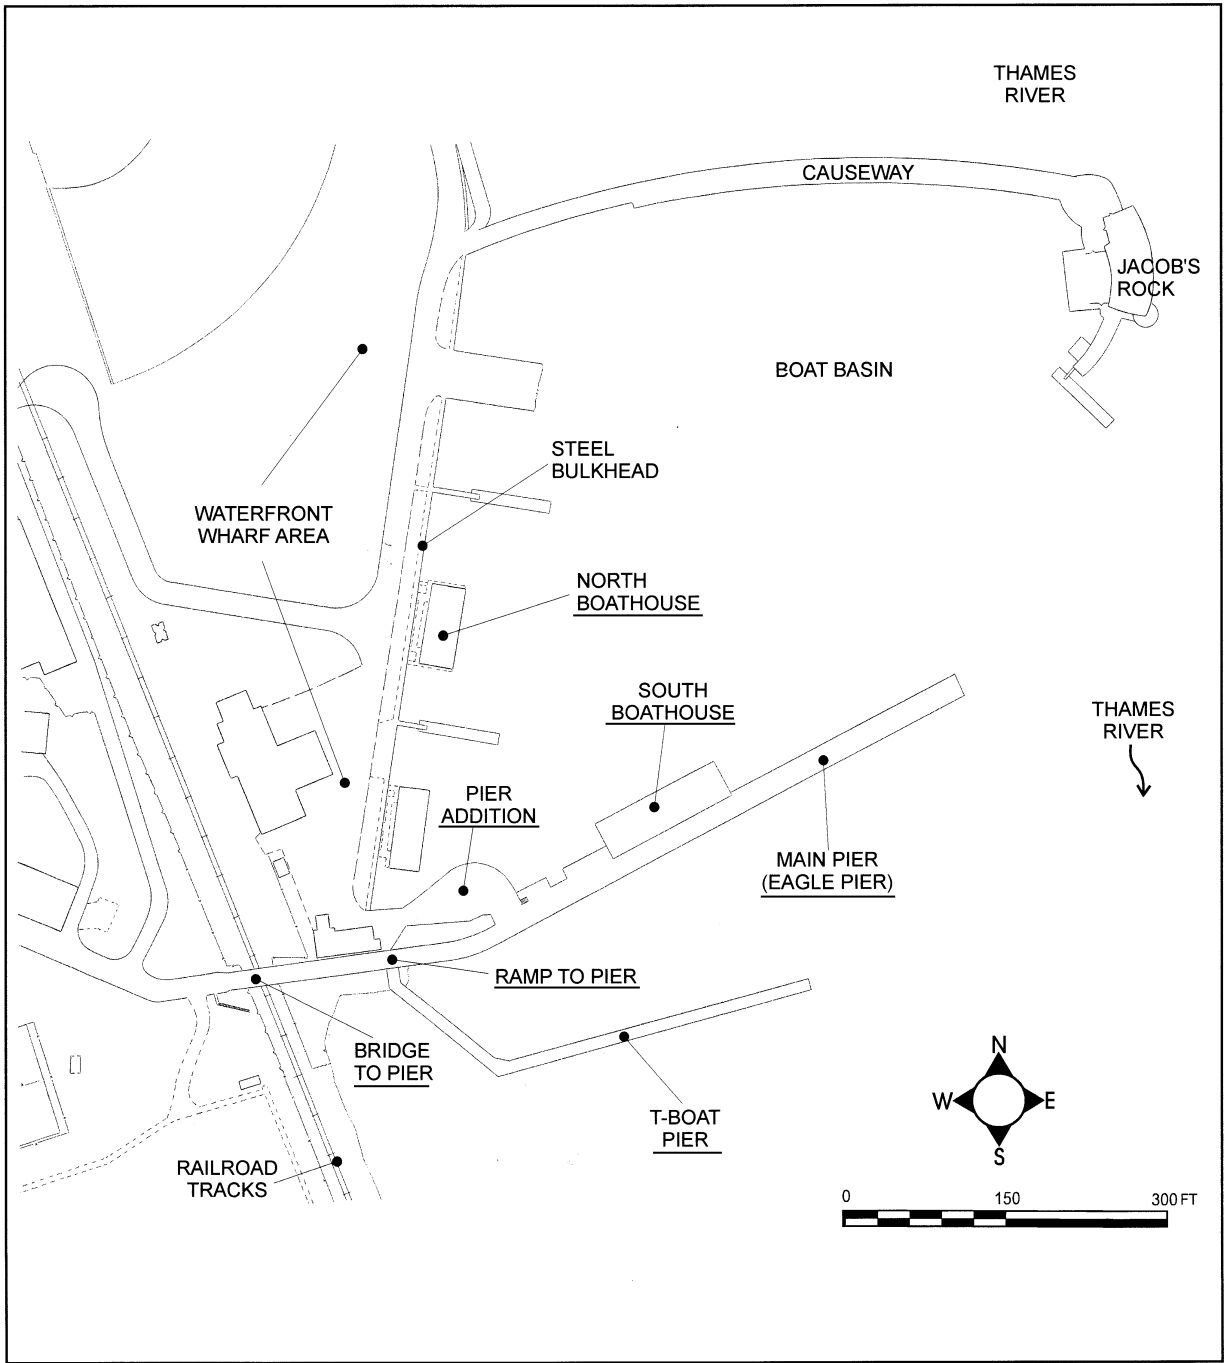 THAMES
RIVER
CAUSEWAY
JACOB'S
ROCK
BOAT BASIN
STEEL
BULKHEAD
WATERFRONT
WHARF AREA
NORTH
BOATHOUSE
SOUTH
BOATHOUSE
THAMES
RIVER
PIER
ADDITION
MAIN PIER
(EAGLE PIER)
RAMP TO PIER
BRIDGE
TO PIER
N
W E
S
T-BOAT
PIER
RAILROAD
TRACKS
0 150 300 FT